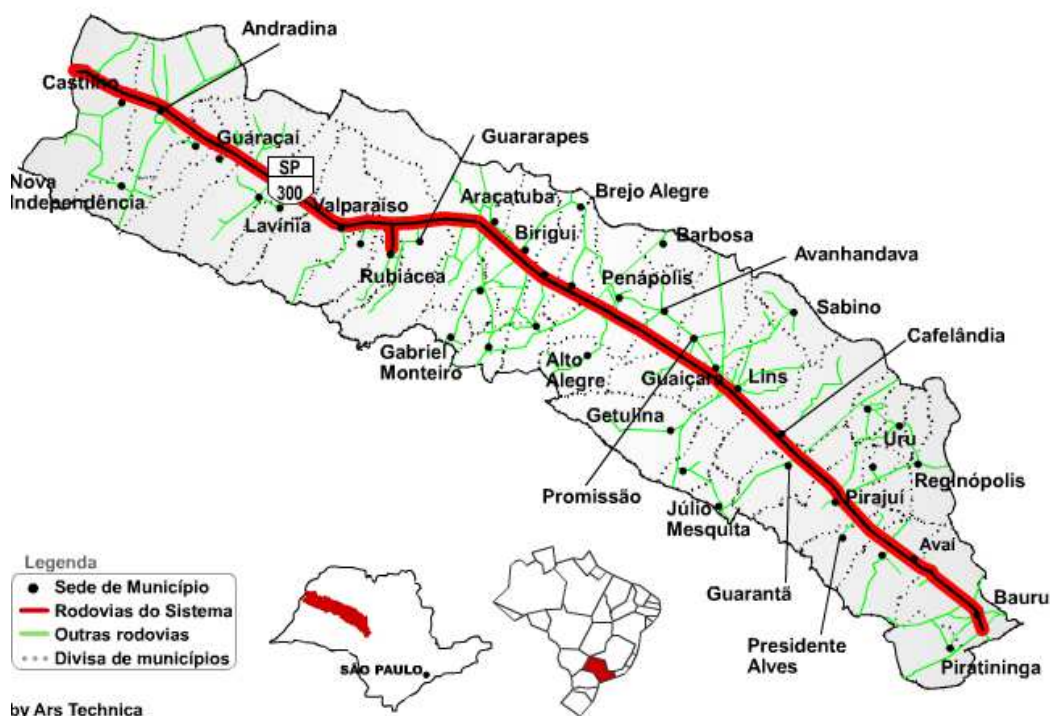 Andradina
Castilho
Guaraçaí
Guararapes
SP
300
Nova
Independência
Valparaíso
Araçatuba
Brejo Alegre
Lavínia
Birigui
Barbosa
Avanhandava
Rubiácea
Penápolis
Sabino
Cafelândia
Gabriel
Monteiro
Alto
Alegre
Guaiçara
Lins
Getulina
Uru
Reginópolis
Promissão
Pirajuí
Júlio
Mesquita
Avaí
Guarantã
Bauru
Presidente
Alves
Piratininga
Legenda
Sede de Município
Rodovias do Sistema
Outras rodovias
Divisa de municípios
SÃO PAULO
by Ars Technica